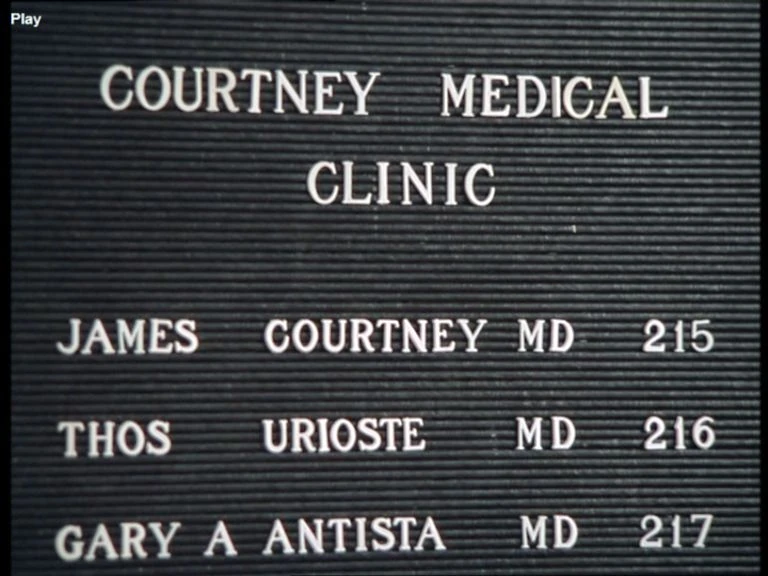 Play
COURTNEY MEDICAL
CLINIC
JAMES COURTNEY MD 215
THOS URIOSTE MD 216
GARY A ANTISTA MD 217